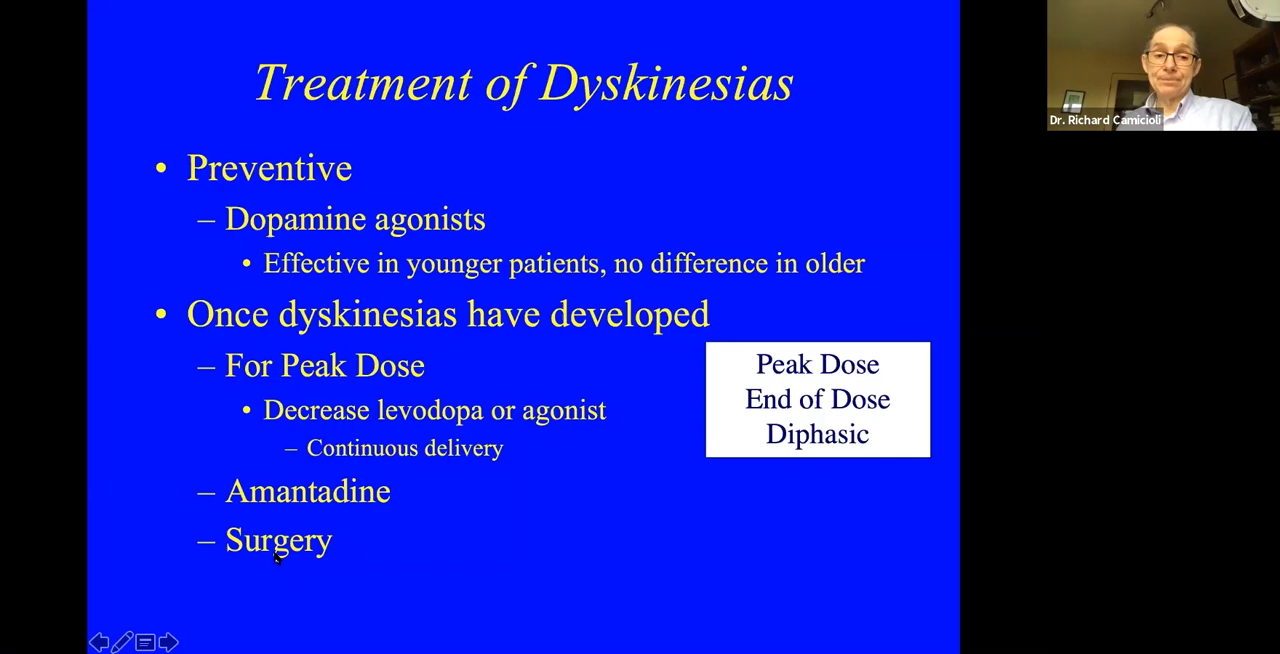 Treatment of Dyskinesias
• Preventive
– Dopamine agonists
• Effective in younger patients, no difference in older
• Once dyskinesias have developed
– For Peak Dose
• Decrease levodopa or agonist
– Continuous delivery
– Amantadine
– Surgery
Peak Dose
End of Dose
Diphasic
Dr. Richard Camicioli